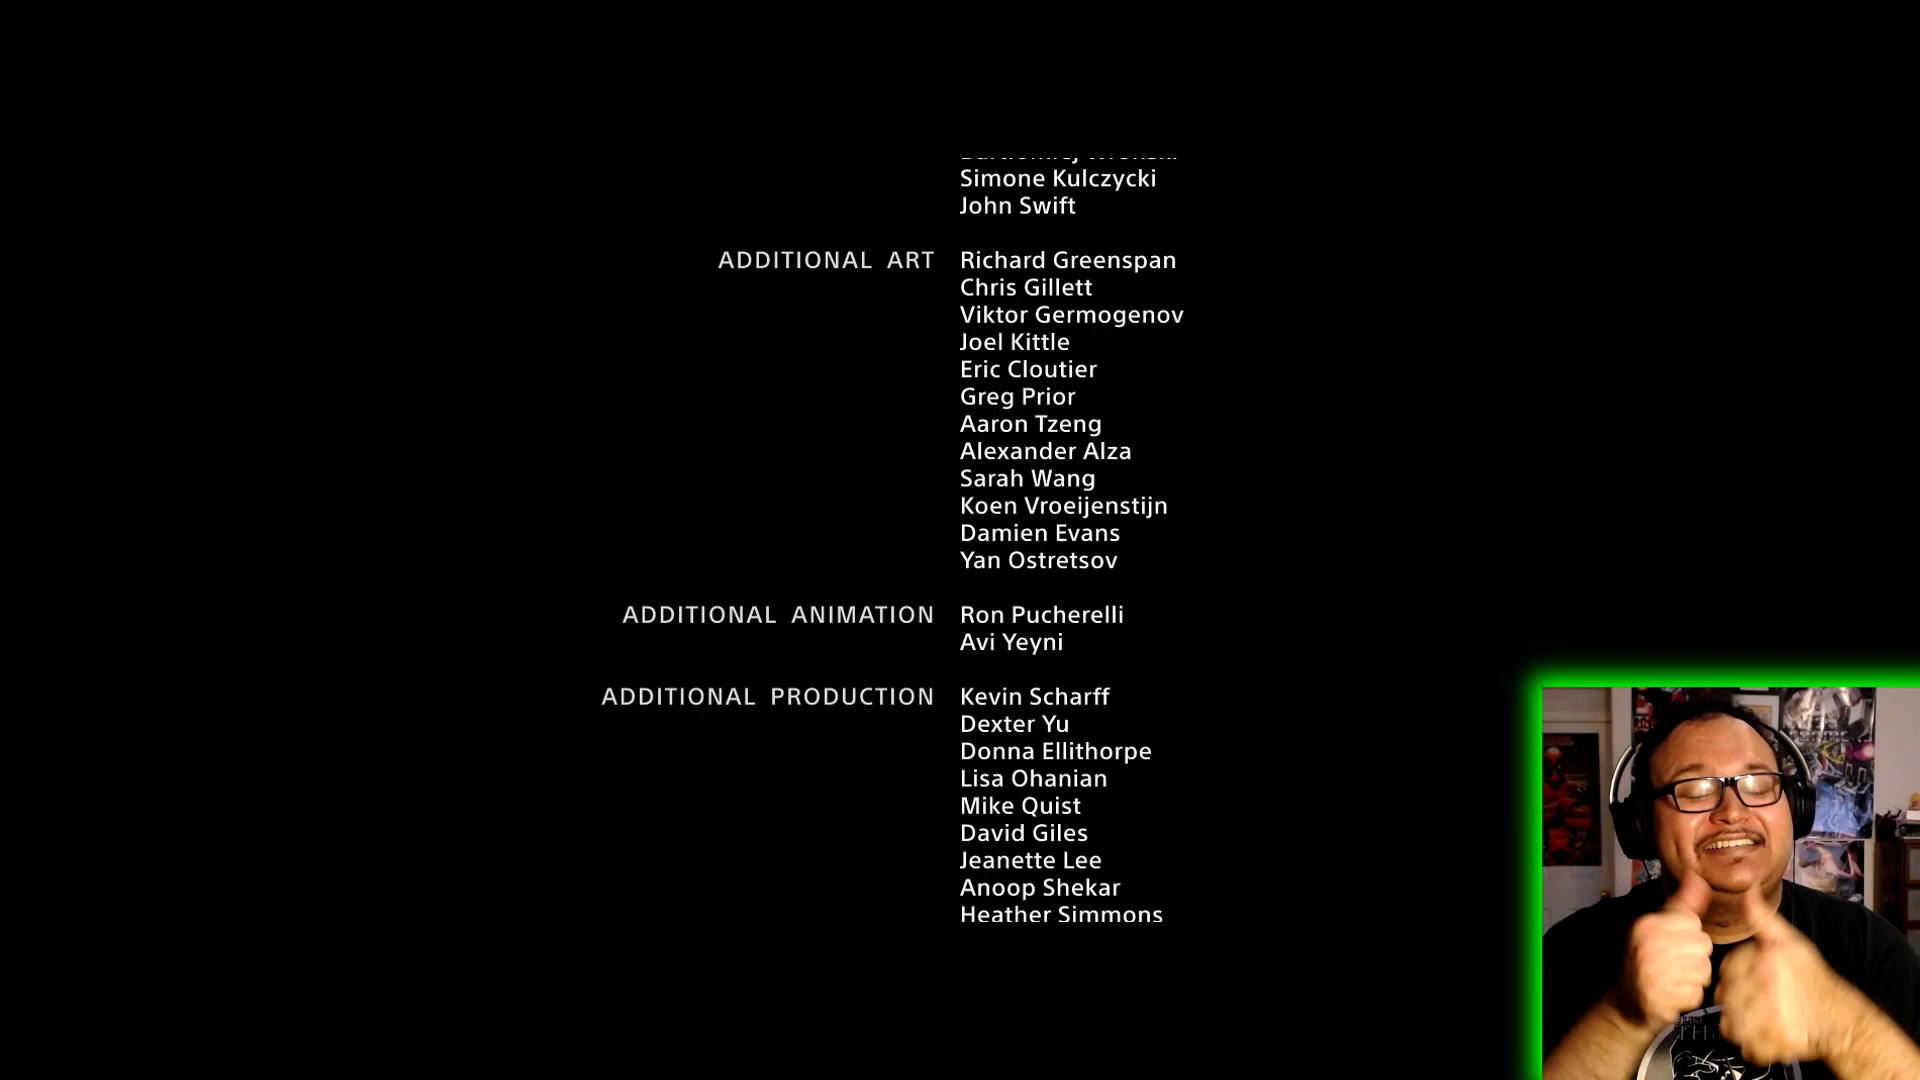 Simone Kulczycki
John Swift
ADDITIONAL ART Richard Greenspan
Chris Gillett
Viktor Germogenov
Joel Kittle
Eric Cloutier
Greg Prior
Aaron Tzeng
Alexander Alza
Sarah Wang
Koen Vroeijenstijn
Damien Evans
Yan Ostretsov
ADDITIONAL ANIMATION Ron Pucherelli
Avi Yeyni
ADDITIONAL PRODUCTION Kevin Scharff
Dexter Yu
Donna Ellithorpe
Lisa Ohanian
Mike Quist
David Giles
Jeanette Lee
Anoop Shekar
Heather Simmons